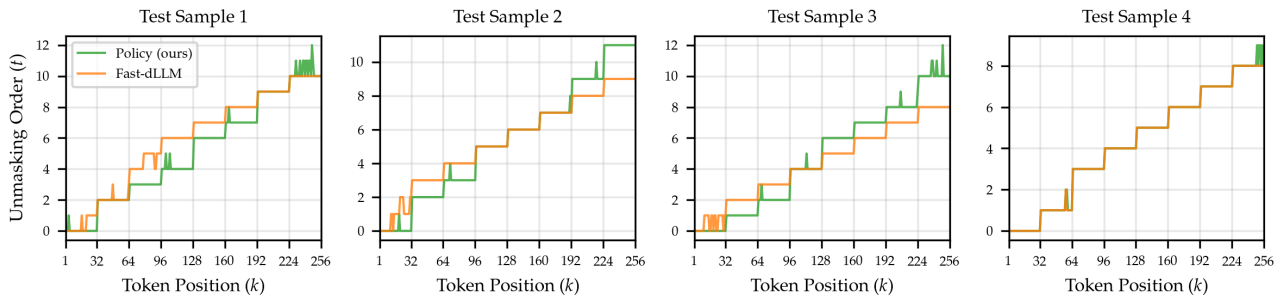 Test Sample 1
Test Sample 2
Test Sample 3
Test Sample 4
Unmasking Order (t)
12
10
8
6
4
2
0
Policy (ours)
Fast-dLLM
1 32 64 96 128 160 192 224 256
Token Position (k)
10
8
6
4
2
0
1 32 64 96 128 160 192 224 256
Token Position (k)
12
10
8
6
4
2
0
1 32 64 96 128 160 192 224 256
Token Position (k)
8
6
4
2
0
1 32 64 96 128 160 192 224 256
Token Position (k)